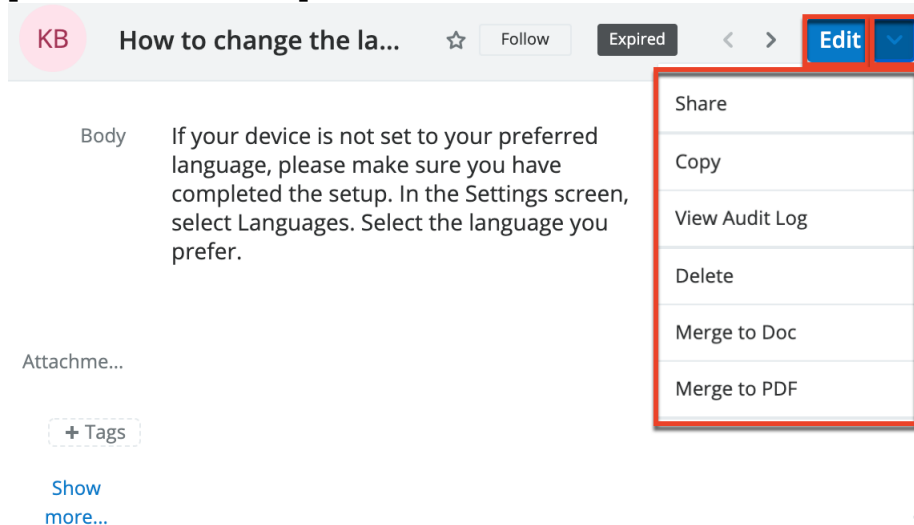 KB How to change the la... Follow Expired Edit
Share
Body If your device is not set to your preferred
language, please make sure you have
completed the setup. In the Settings screen,
select Languages. Select the language you
prefer.
Copy
View Audit Log
Delete
Merge to Doc
Merge to PDF
Attachme...
+ Tags
Show
more...